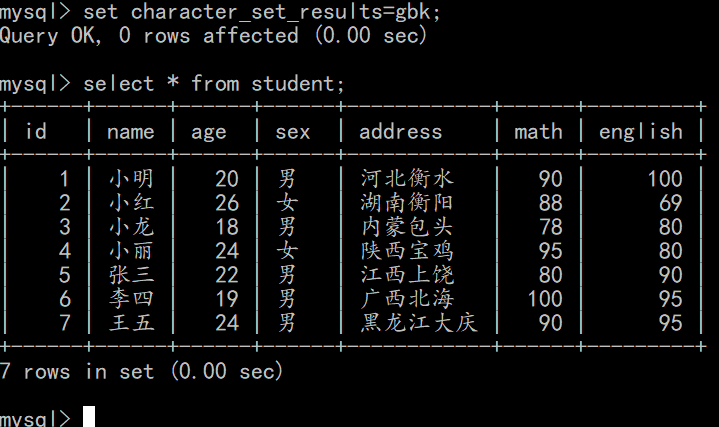 mysql> set character_set_results=gbk;
Query OK, 0 rows affected (0.00 sec)
mysql> select * from student;
+------+------+------+------+------------+------+---------+
| id   | name | age  | sex  | address    | math | english |
+------+------+------+------+------------+------+---------+
|    1 | 小明 |   20 | 男   | 河北衡水   |   90 |     100 |
|    2 | 小红 |   26 | 女   | 湖南衡阳   |   88 |      69 |
|    3 | 小龙 |   18 | 男   | 内蒙包头   |   78 |      80 |
|    4 | 小丽 |   24 | 女   | 陕西宝鸡   |   95 |      80 |
|    5 | 张三 |   22 | 男   | 江西上饶   |   80 |      90 |
|    6 | 李四 |   19 | 男   | 广西北海   |  100 |      95 |
|    7 | 王五 |   24 | 男   | 黑龙江大庆 |   90 |      95 |
+------+------+------+------+------------+------+---------+
7 rows in set (0.00 sec)
mysql>